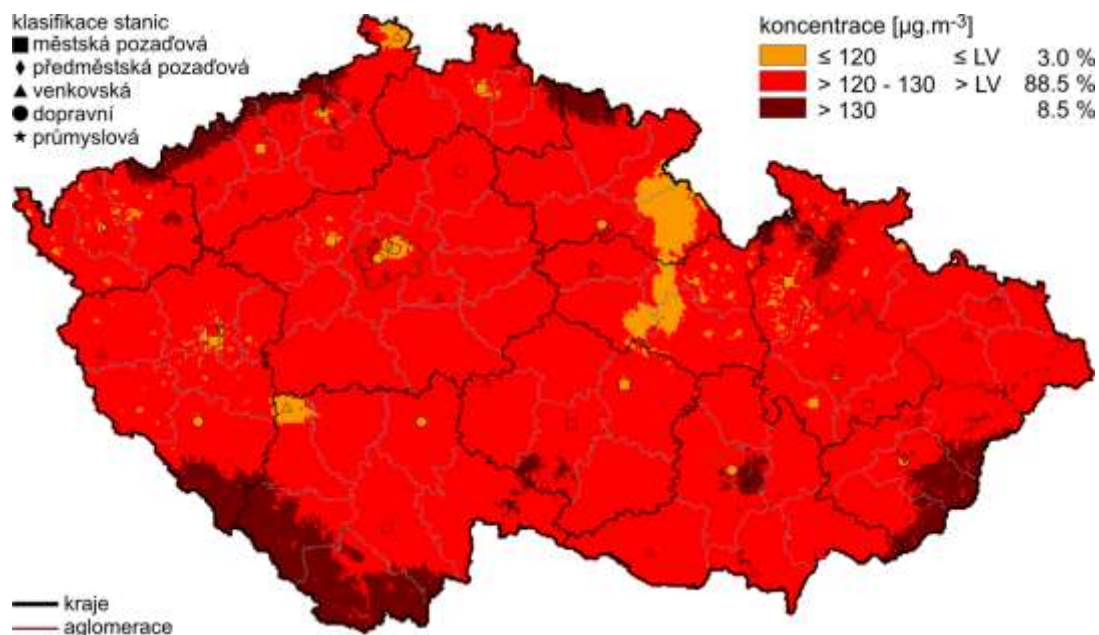 klasifikace stanic
městská pozaďová
předměstská pozaďová
venkovská
dopravní
průmyslová
koncentrace [µg.m-3]
≤ 120 ≤ LV 3.0 %
> 120 - 130 > LV 88.5 %
> 130 8.5 %
kraje
aglomerace